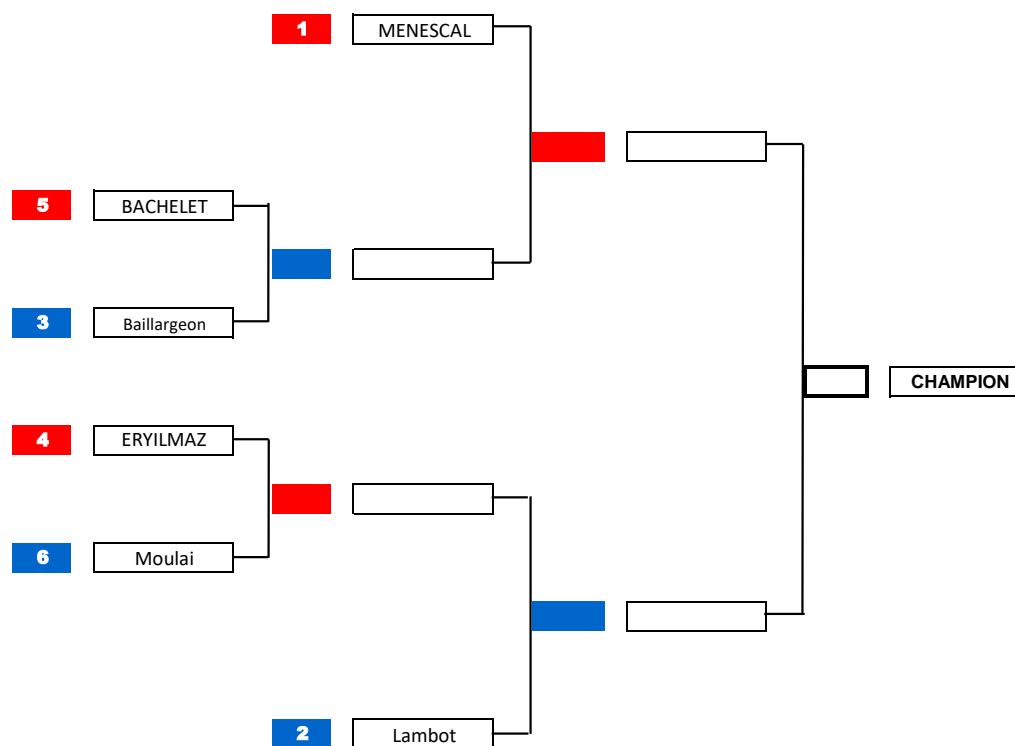 1 MENESCAL
5 BACHELET
3 Baillargeon
CHAMPION
4 ERYILMAZ
6 Moulai
2 Lambot